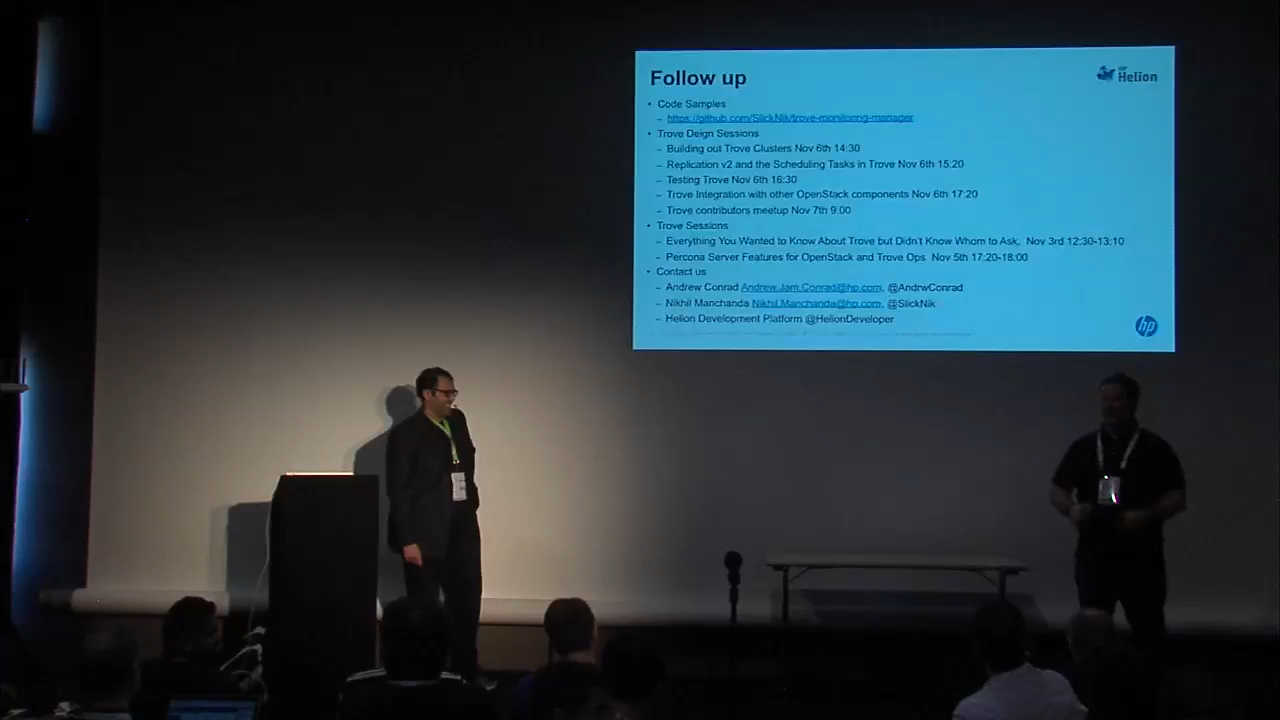 Follow up
HP
Helion
• Code Samples
– https://github.com/SlickNik/trove-monitoring-manager
• Trove Deign Sessions
– Building out Trove Clusters Nov 6th 14:30
– Replication v2 and the Scheduling Tasks in Trove Nov 6th 15:20
– Testing Trove Nov 6th 16:30
– Trove Integration with other OpenStack components Nov 6th 17:20
– Trove contributors meetup Nov 7th 9:00
• Trove Sessions
– Everything You Wanted to Know About Trove but Didn't Know Whom to Ask, Nov 3rd 12:30-13:10
– Percona Server Features for OpenStack and Trove Ops Nov 5th 17:20-18:00
• Contact us
– Andrew Conrad Andrew.Jam.Conrad@hp.com, @AndrwConrad
– Nikhil Manchanda Nikhil.Manchanda@hp.com, @SlickNik
– Helion Development Platform @HelionDeveloper
hp